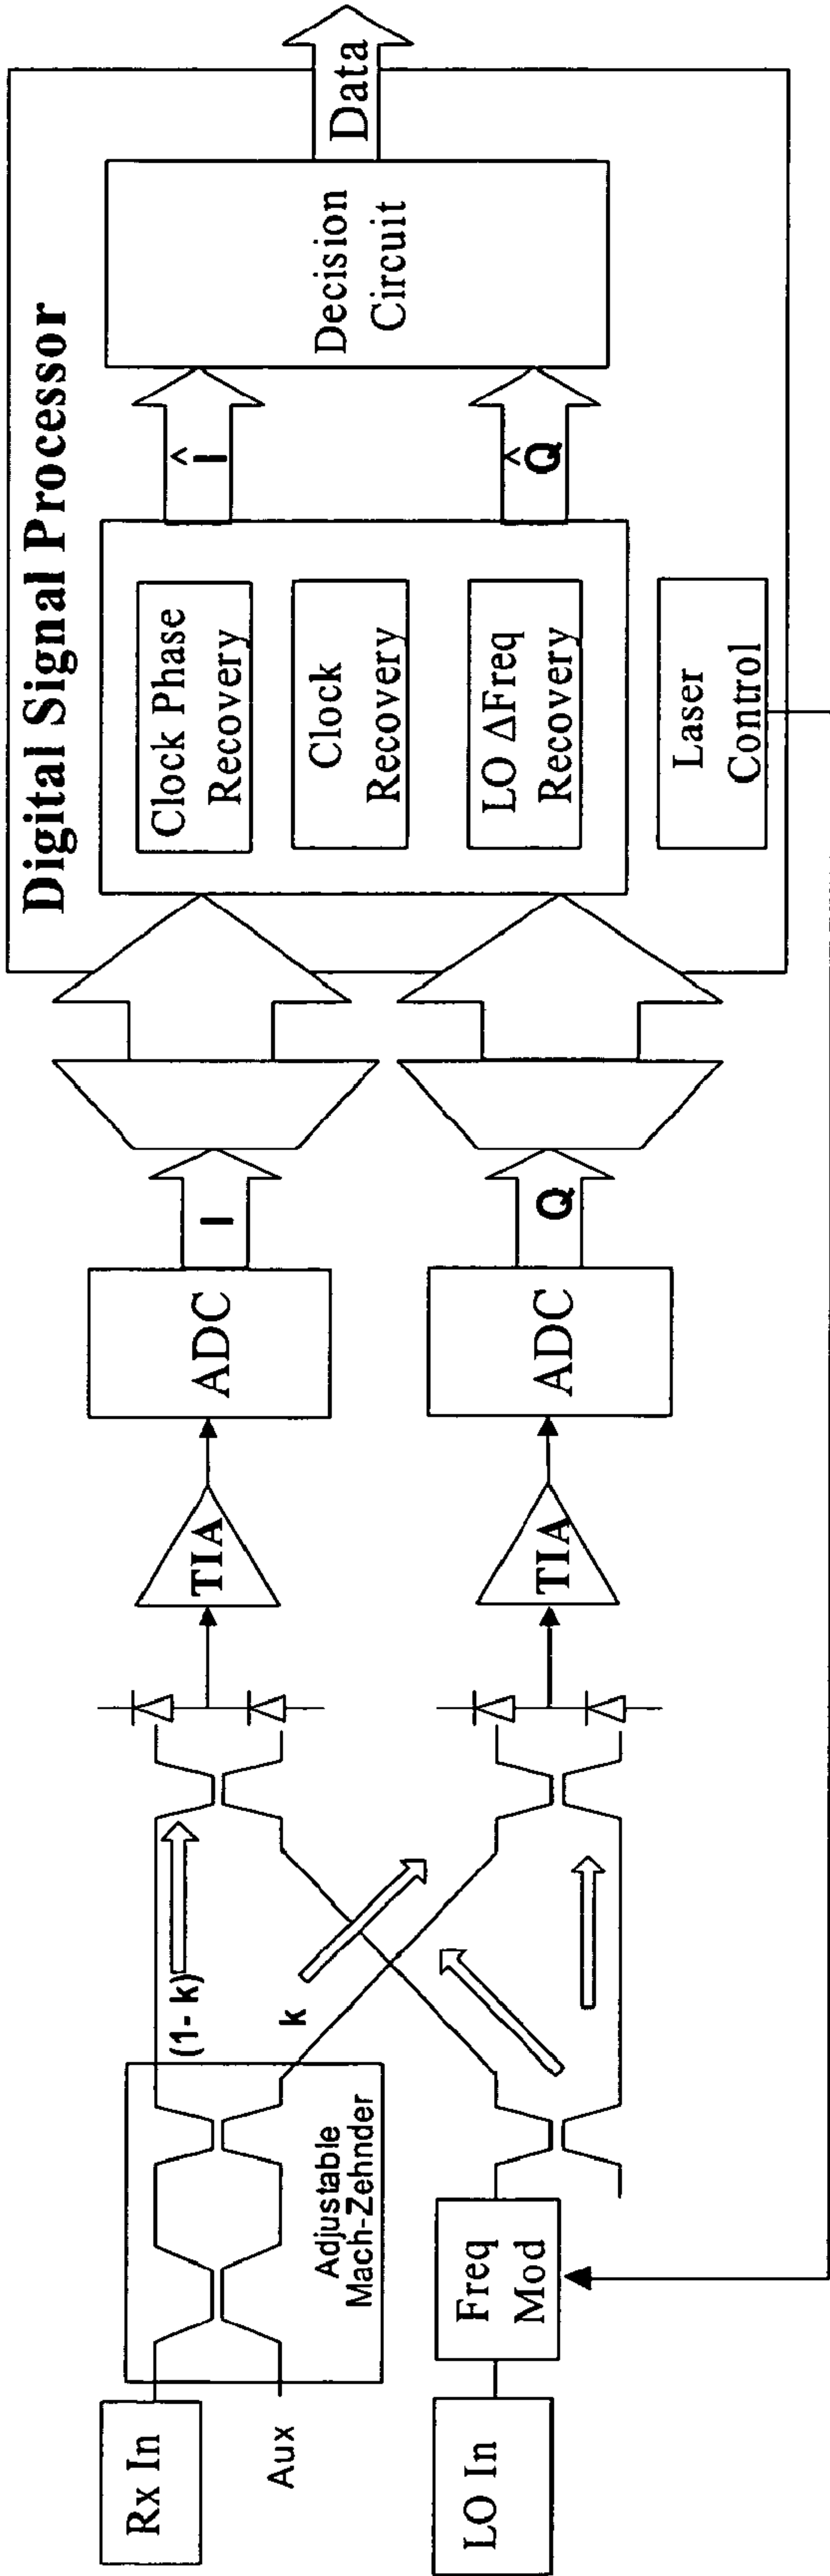 Digital Signal Processor
Rx In
Aux
Adjustable
Mach-Zehnder
(1- k)
k
LO In
Freq
Mod
TIA
TIA
ADC
ADC
I
Q
Clock Phase
Recovery
Clock
Recovery
LO ΔFreq
Recovery
Laser
Control
Î
Q̂
Decision
Circuit
Data